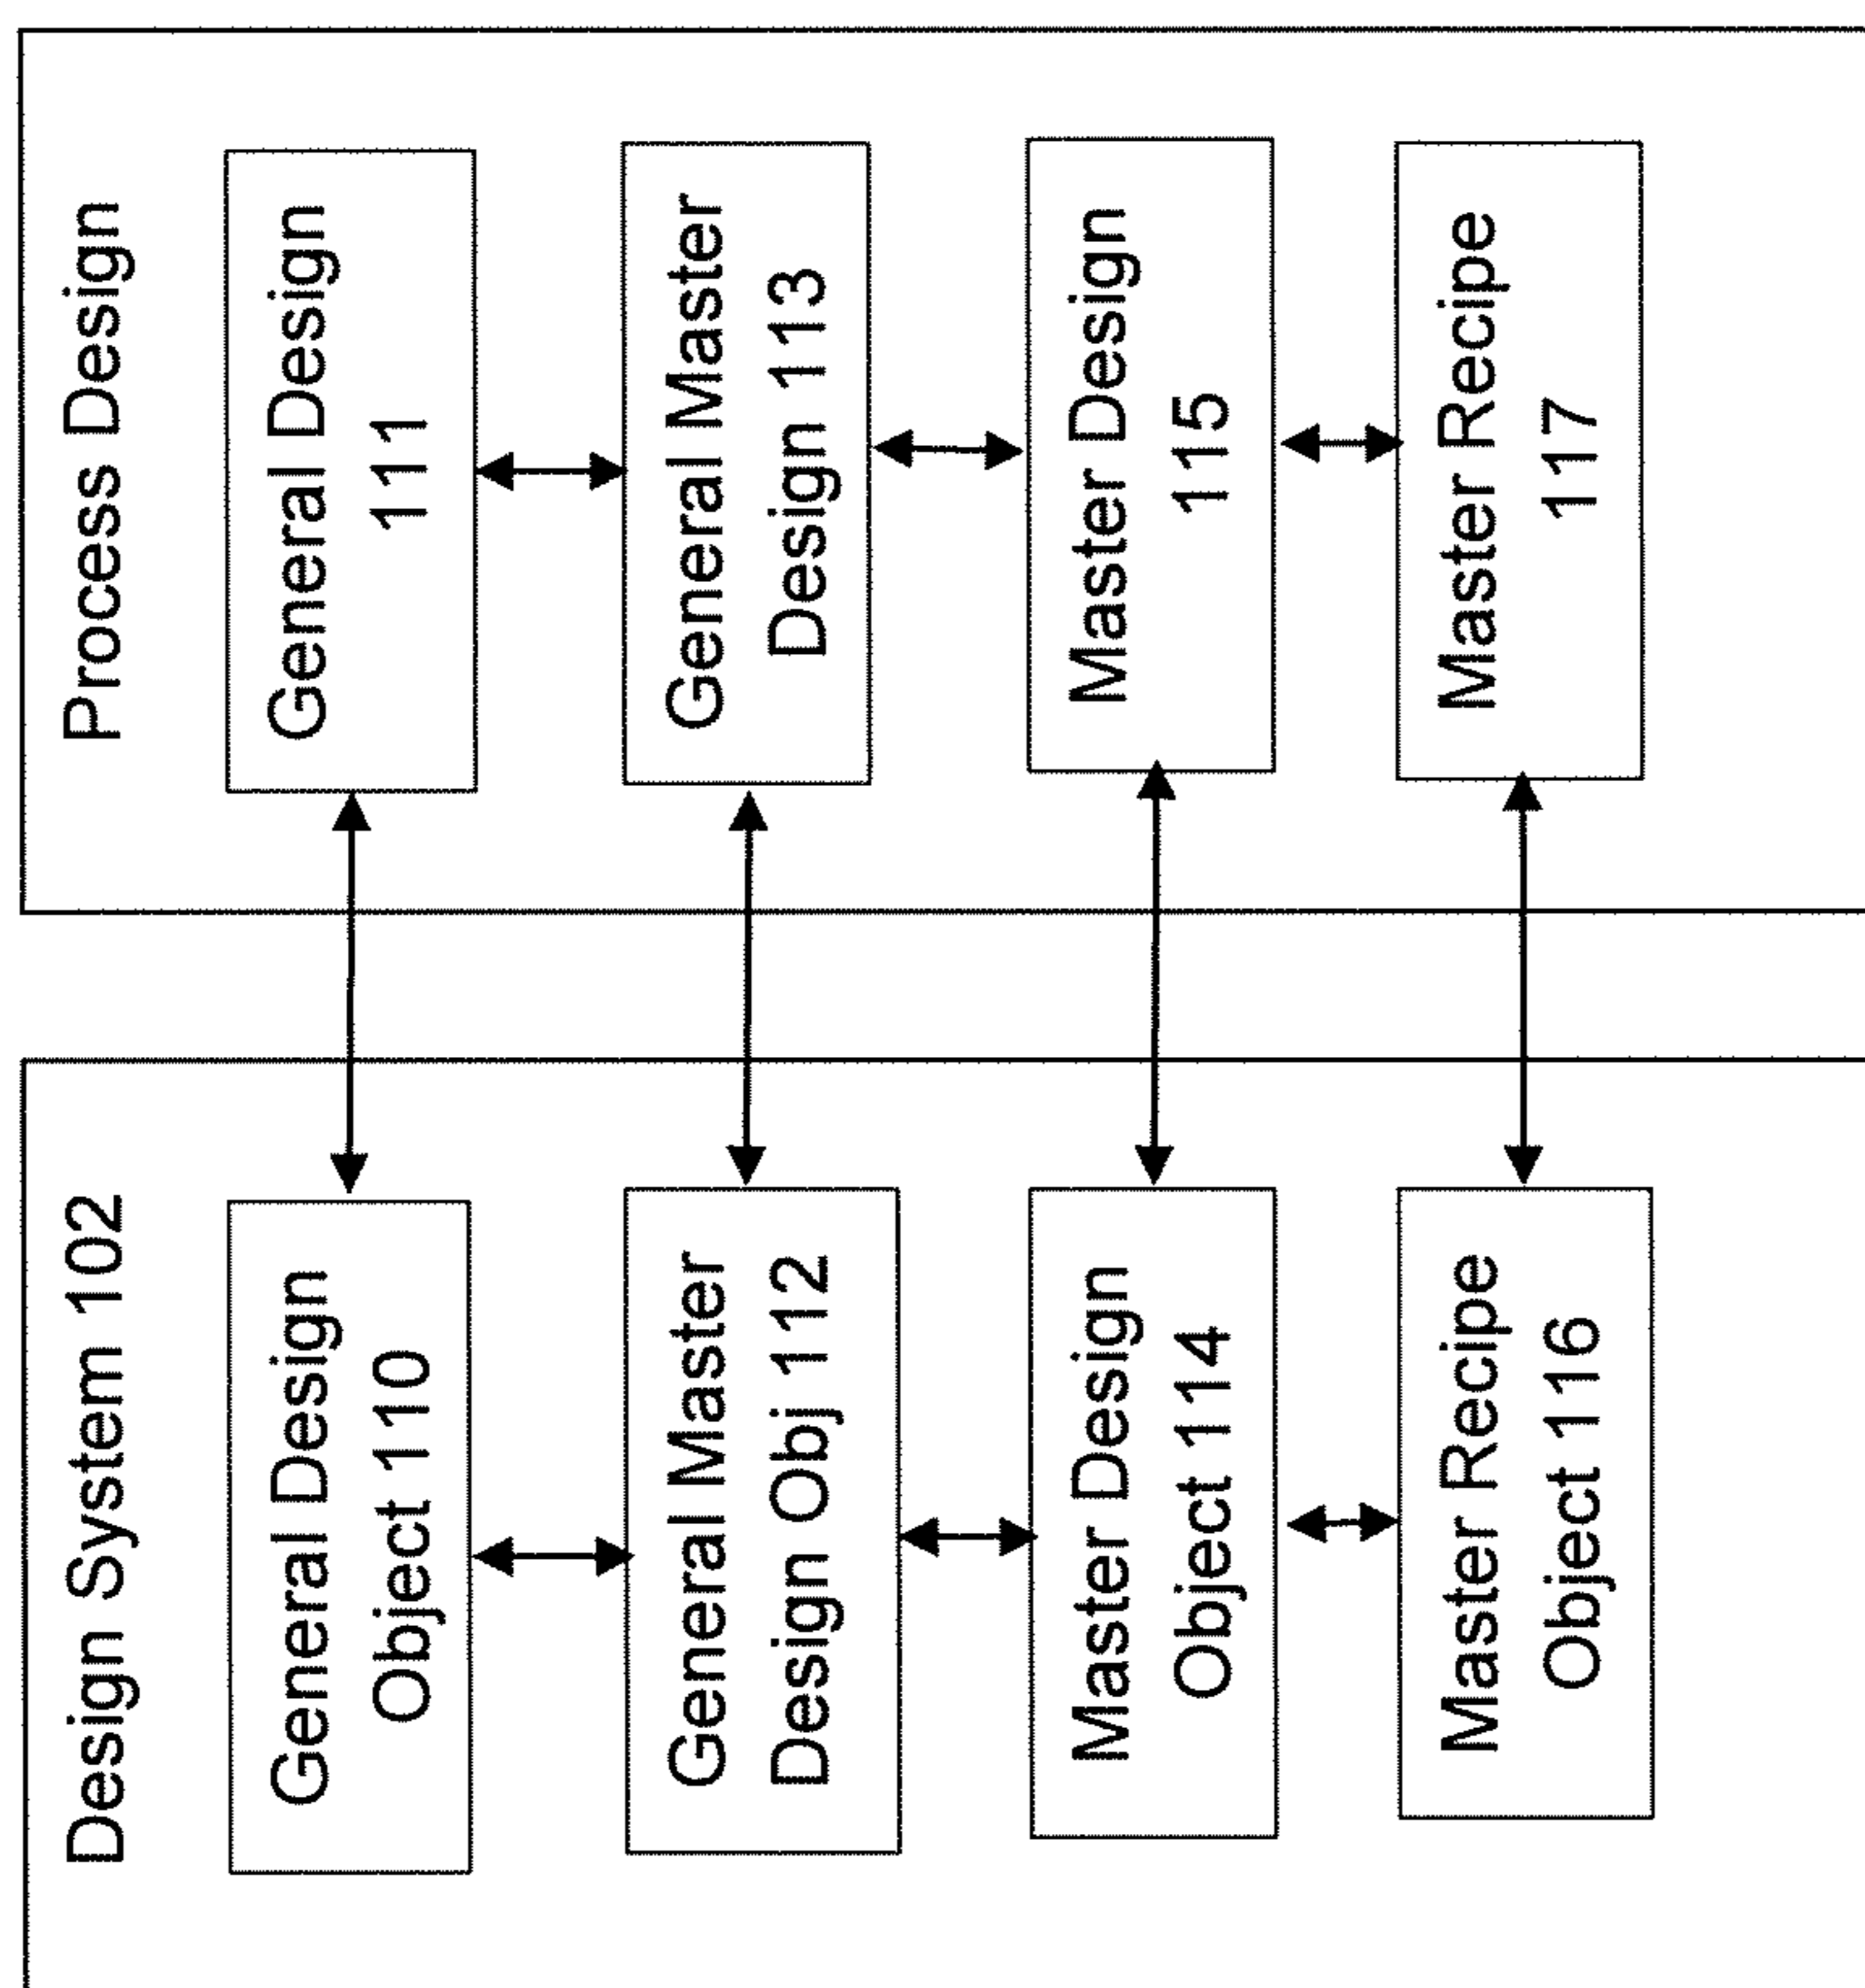 Design System 102
General Design
Object 110
General Master
Design Obj 112
Master Design
Object 114
Master Recipe
Object 116
Process Design
General Design
111
General Master
Design 113
Master Design
115
Master Recipe
117